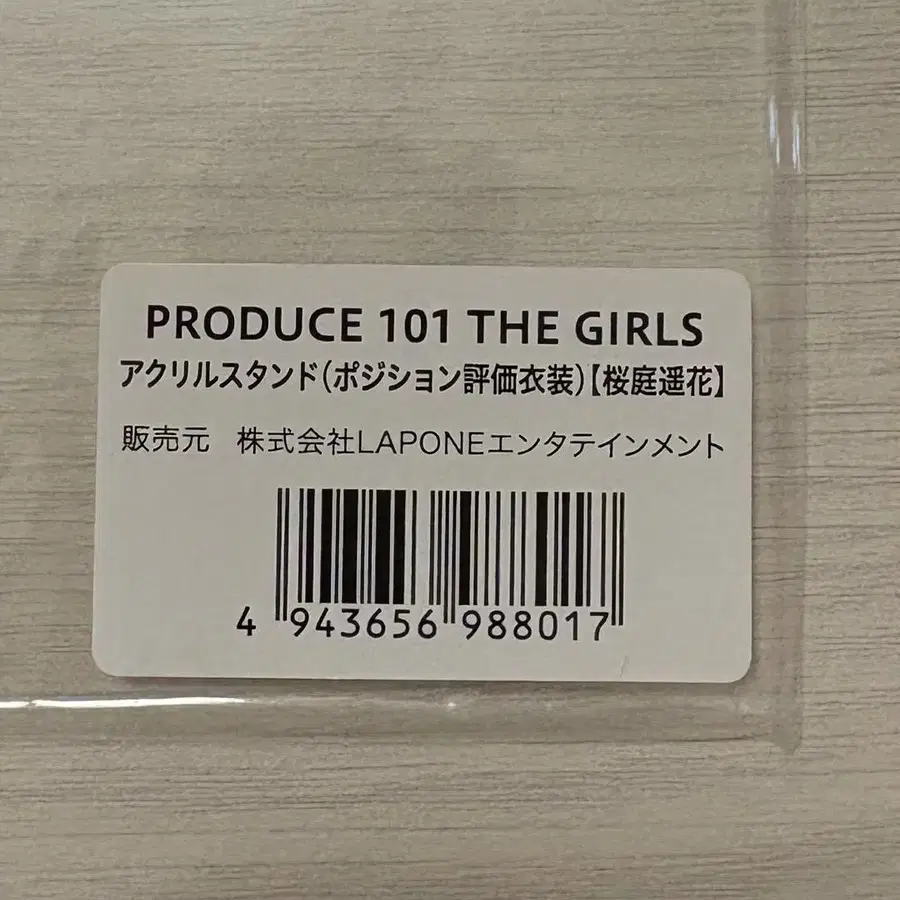 PRODUCE 101 THE GIRLS
アクリルスタンド(ポジション評価衣装)【桜庭遥花】
販売元 株式会社LAPONEエンタテインメント
4 943656 988017